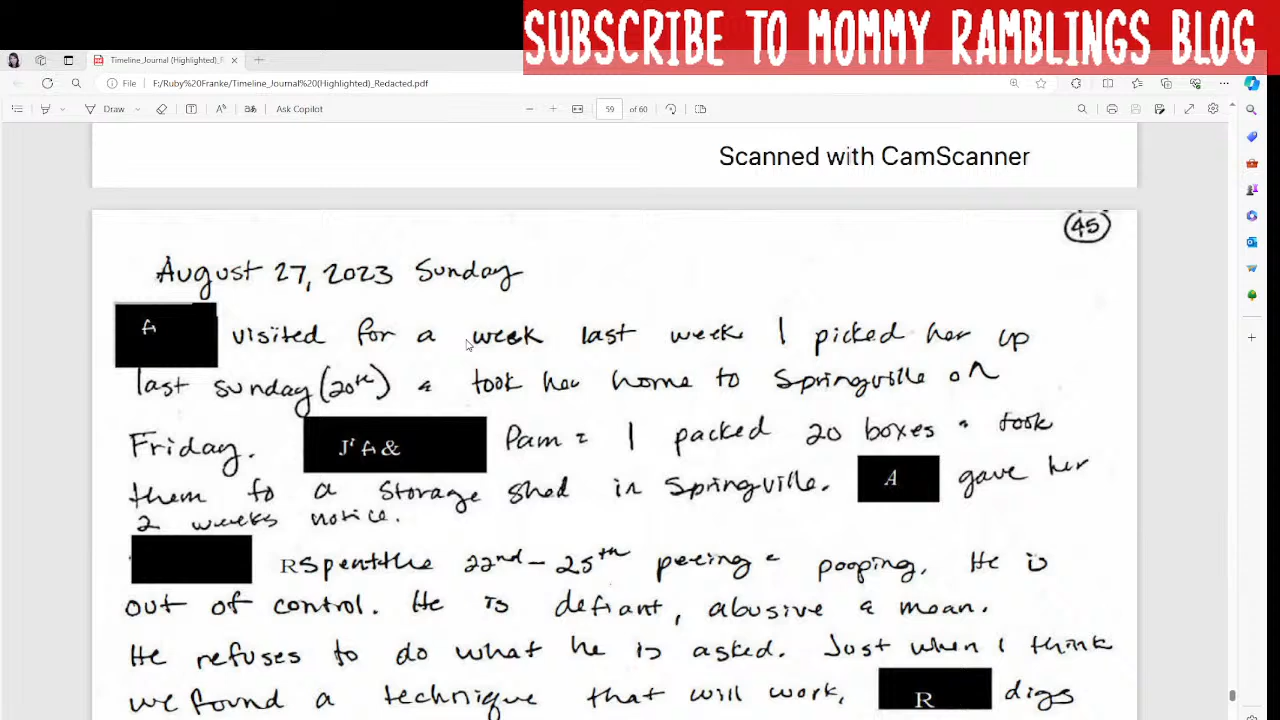 SUBSCRIBE TO MOMMY RAMBLINGS BLOG
Timeline_Journal (Highlighted)_R
File F:/Ruby%20Franke/Timeline_Journal%20(Highlighted)_Redacted.pdf
Draw Ask Copilot 59 of 60
Scanned with CamScanner
45
August 27, 2023 Sunday
visited for a week last week I picked her up
last sunday (20th) & took her home to Springville on
Friday. J' A & Pam & I packed 20 boxes & took
them to a storage shed in Springville. A gave her
2 weeks notice.
R spent the 22nd - 25th peeing & pooping. He is
out of control. He is defiant, abusive & mean.
He refuses to do what he is asked. Just when I think
we found a technique that will work, R digs